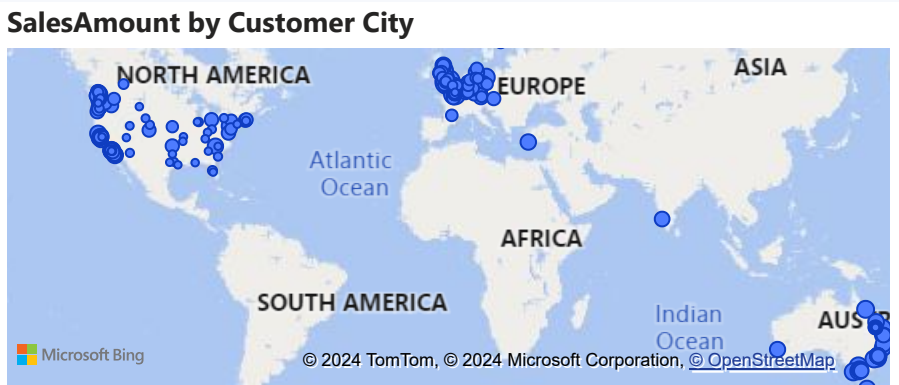 SalesAmount by Customer City
NORTH AMERICA
ASIA
EUROPE
Atlantic
Ocean
AFRICA
SOUTH AMERICA
Indian
Ocean
AUS
Microsoft Bing
© 2024 TomTom, © 2024 Microsoft Corporation, © OpenStreetMap